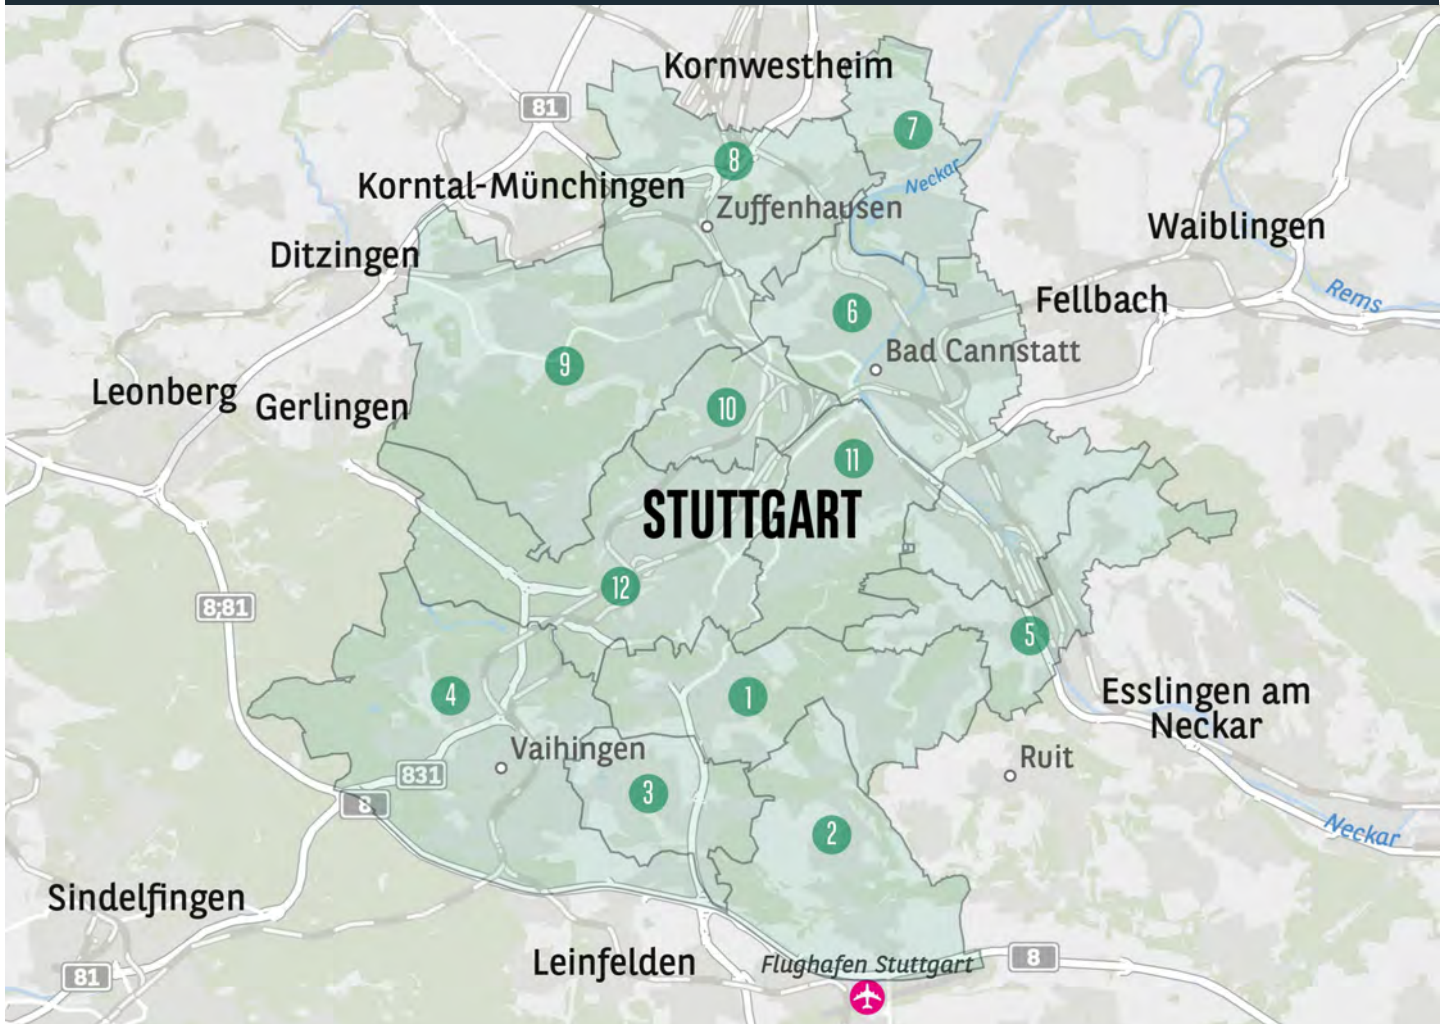 Kornwestheim
81
7
8
Neckar
Korntal-Münchingen
Zuffenhausen
Waiblingen
Ditzingen
Rems
Fellbach
6
Bad Cannstatt
9
Leonberg
Gerlingen
10
11
STUTTGART
12
8;81
5
4
1
Esslingen am
Neckar
Vaihingen
Ruit
831
3
8
2
Neckar
Sindelfingen
Leinfelden
Flughafen Stuttgart
8
81